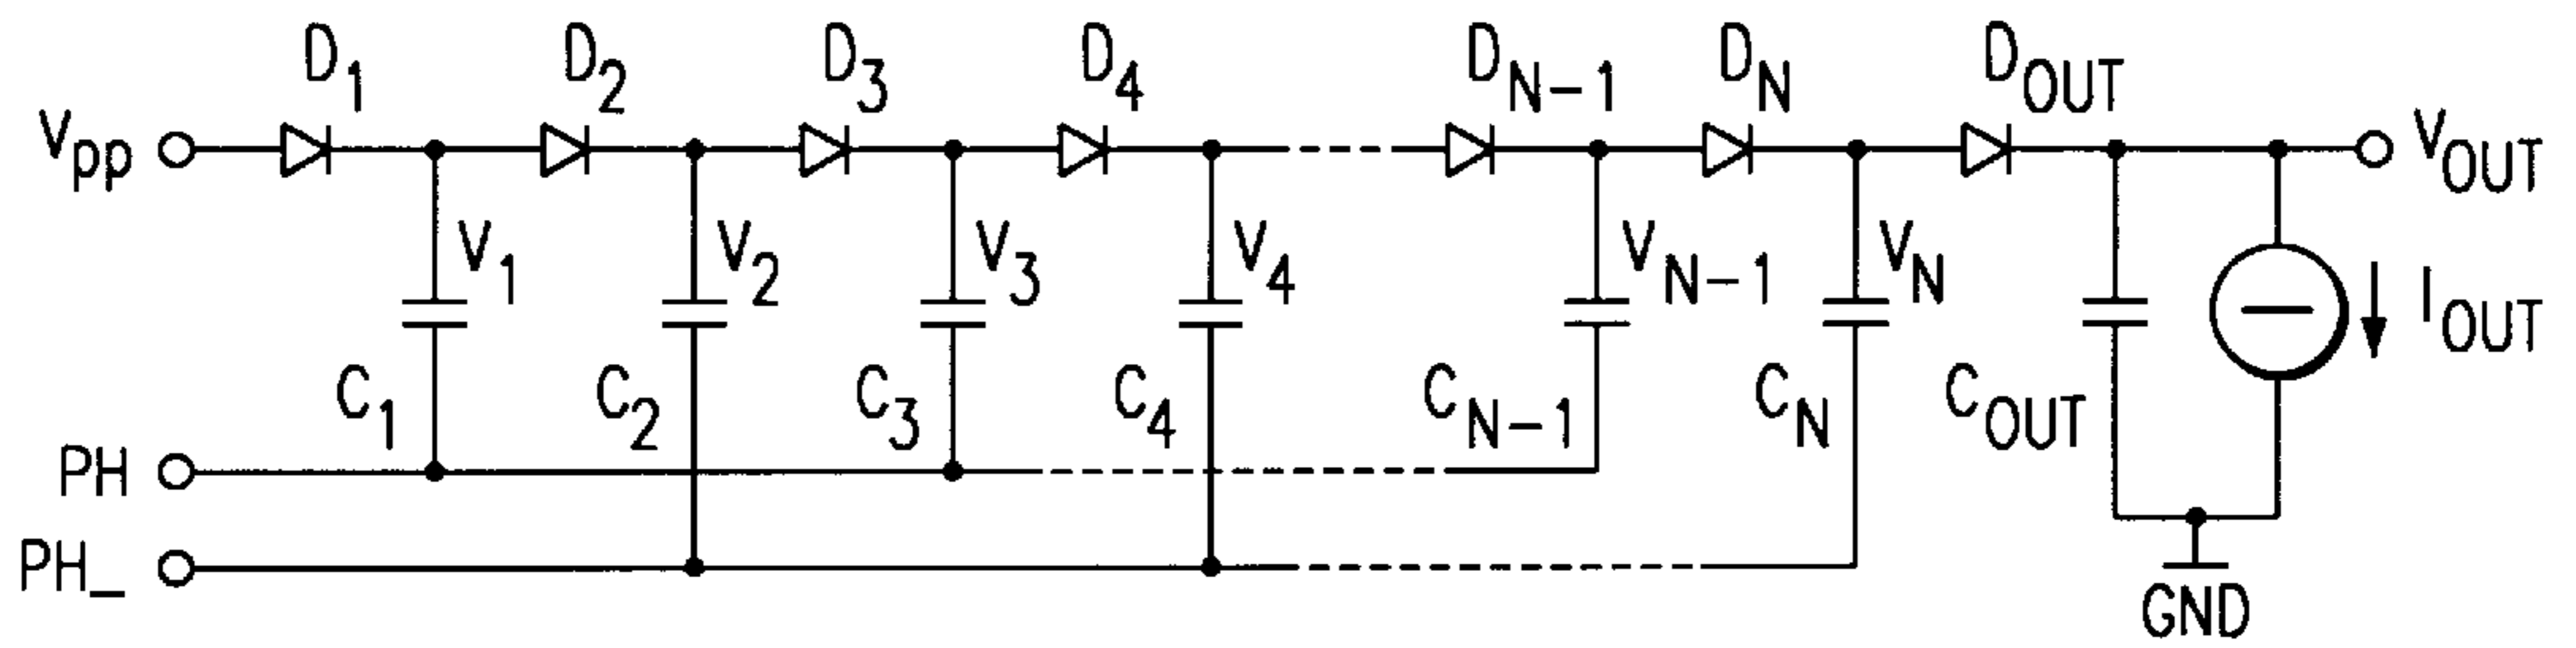 D1 D2 D3 D4 DN-1 DN DOUT
Vpp VOUT
V1 V2 V3 V4 VN-1 VN IOUT
C1 C2 C3 C4 CN-1 CN COUT
PH
PH_
GND